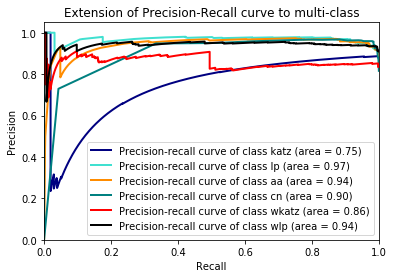 Extension of Precision-Recall curve to multi-class
1.0
0.8
0.6
0.4
0.2
0.0
Precision
Precision-recall curve of class katz (area = 0.75)
Precision-recall curve of class lp (area = 0.97)
Precision-recall curve of class aa (area = 0.94)
Precision-recall curve of class cn (area = 0.90)
Precision-recall curve of class wkatz (area = 0.86)
Precision-recall curve of class wlp (area = 0.94)
0.0 0.2 0.4 0.6 0.8 1.0
Recall